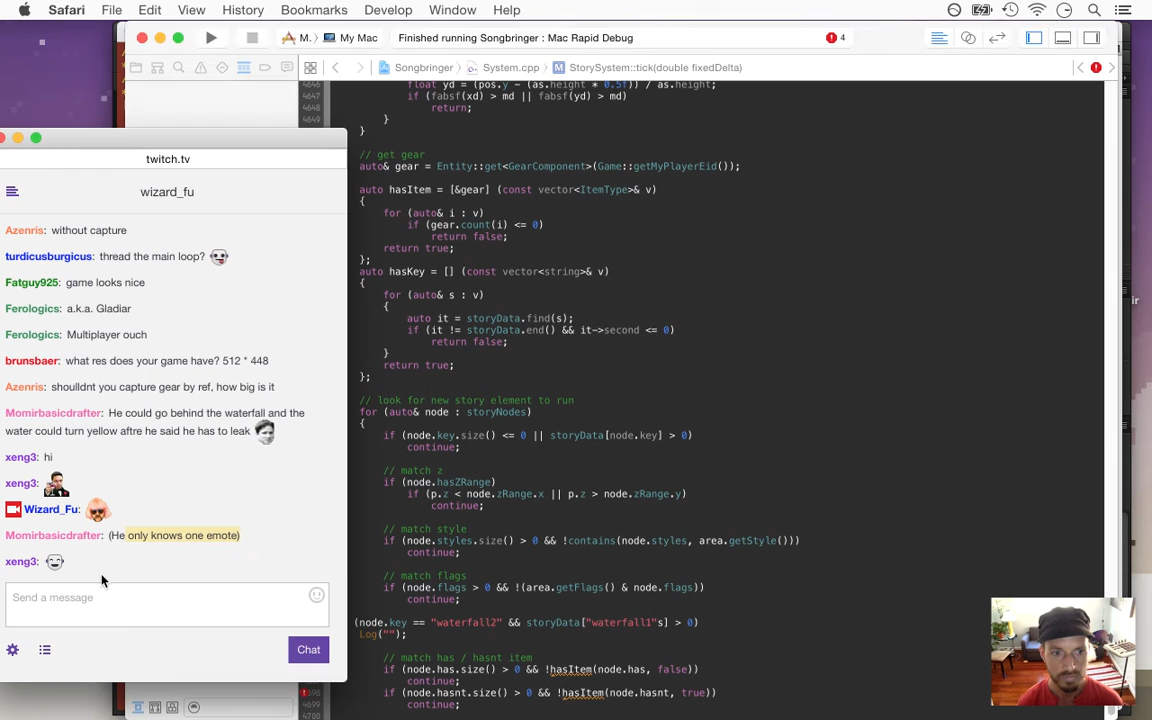 Safari File Edit View History Bookmarks Develop Window Help
M. My Mac Finished running Songbringer : Mac Rapid Debug 4
Songbringer System.cpp StorySystem::tick(double fixedDelta)
4646 float yd = (pos.y - (as.height * 0.5f)) / as.height;
4647 if (fabsf(xd) > md || fabsf(yd) > md)
4648 return;
4649 }
}
// get gear
auto& gear = Entity::get<GearComponent>(Game::getMyPlayerEid());
auto hasItem = [&gear] (const vector<ItemType>& v)
{
for (auto& i : v)
if (gear.count(i) <= 0)
return false;
return true;
};
auto hasKey = [] (const vector<string>& v)
{
for (auto& s : v)
{
auto it = storyData.find(s);
if (it != storyData.end() && it->second <= 0)
return false;
}
return true;
};
// look for new story element to run
for (auto& node : storyNodes)
{
if (node.key.size() <= 0 || storyData[node.key] > 0)
continue;
// match z
if (node.hasZRange)
if (p.z < node.zRange.x || p.z > node.zRange.y)
continue;
// match style
if (node.styles.size() > 0 && !contains(node.styles, area.getStyle()))
continue;
// match flags
if (node.flags > 0 && !(area.getFlags() & node.flags))
continue;
(node.key == "waterfall2" && storyData["waterfall1"s] > 0)
Log("");
// match has / hasnt item
if (node.has.size() > 0 && !hasItem(node.has, false))
continue;
if (node.hasnt.size() > 0 && !hasItem(node.hasnt, true))
4699 continue;
4700
twitch.tv
wizard_fu
Azenris: without capture
turdicusburgicus: thread the main loop?
Fatguy925: game looks nice
Ferologics: a.k.a. Gladiar
Ferologics: Multiplayer ouch
brunsbaer: what res does your game have? 512 * 448
Azenris: shoulldnt you capture gear by ref, how big is it
Momirbasicdrafter: He could go behind the waterfall and the
water could turn yellow aftre he said he has to leak
xeng3: hi
xeng3:
Wizard_Fu:
Momirbasicdrafter: (He only knows one emote)
xeng3:
Send a message
Chat